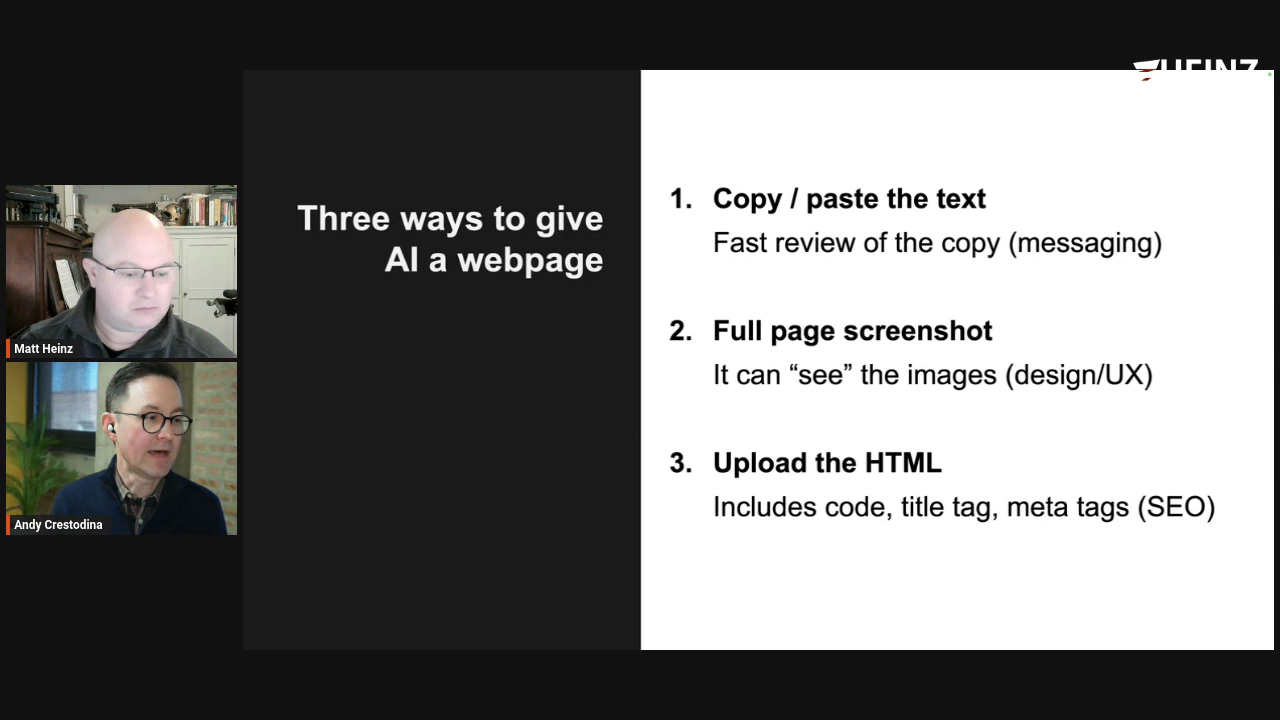 HEINZ
Three ways to give
AI a webpage
1. Copy / paste the text
Fast review of the copy (messaging)
2. Full page screenshot
It can “see” the images (design/UX)
3. Upload the HTML
Includes code, title tag, meta tags (SEO)
Matt Heinz
Andy Crestodina